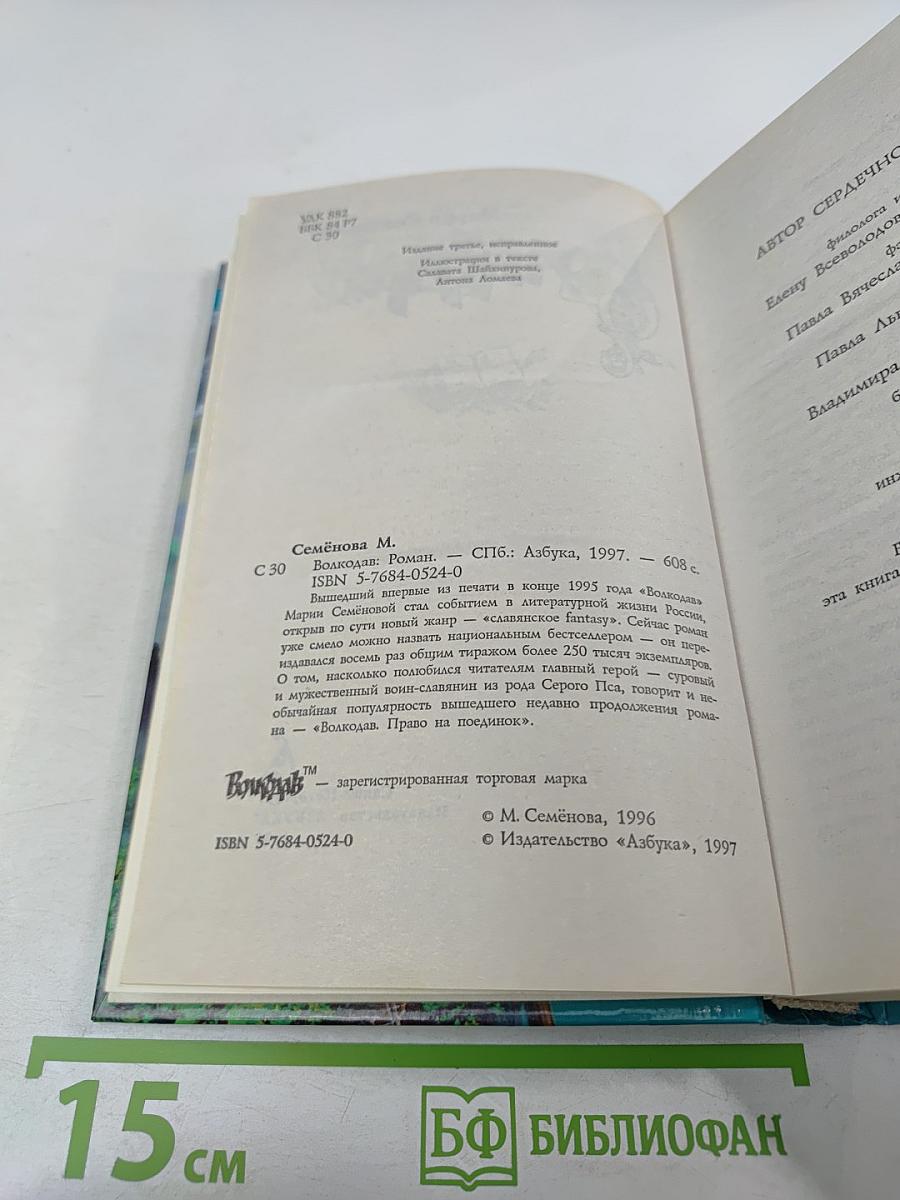 УДК 882
ББК 84 Р7
С 30
Издание третье, исправленное
Иллюстрации в тексте
Салавата Шайхинурова,
Антона Ломаева
Семёнова М.
С 30 Волкодав: Роман. — СПб.: Азбука, 1997. — 608 с.
ISBN 5-7684-0524-0
Вышедший впервые из печати в конце 1995 года «Волкодав»
Марии Семёновой стал событием в литературной жизни России,
открыв по сути новый жанр — «славянское fantasy». Сейчас роман
уже смело можно назвать национальным бестселлером — он пере-
издавался восемь раз общим тиражом более 250 тысяч экземпляров.
О том, насколько полюбился читателям главный герой — суровый
и мужественный воин-славянин из рода Серого Пса, говорит и не-
обычайная популярность вышедшего недавно продолжения рома-
на — «Волкодав. Право на поединок».
Волкодав™ — зарегистрированная торговая марка
© М. Семёнова, 1996
ISBN 5-7684-0524-0 © Издательство «Азбука», 1997
АВТОР СЕРДЕЧНО
филолога и
Елену Всеволодов
Павла Вячесла
Павла Льв
Владимира
эта книга
15 см
БФ БИБЛИОФАН